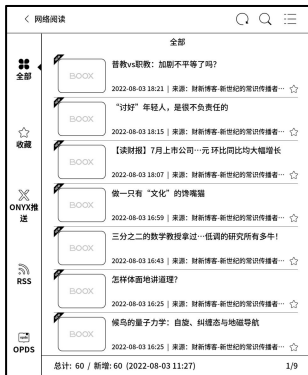 网络阅读
全部
全部
收藏
ONYX推送
RSS
OPDS
BOOX
普教vs职教：加剧不平等了吗?
2022-08-03 18:21 | 来源：财新博客-新世纪的常识传播者…
BOOX
“讨好”年轻人，是很不负责任的
2022-08-03 18:15 | 来源：财新博客-新世纪的常识传播者…
BOOX
【读财报】7月上市公司…元 环比同比均大幅增长
2022-08-03 18:07 | 来源：财新博客-新世纪的常识传播者…
BOOX
做一只有“文化”的馋嘴猫
2022-08-03 16:59 | 来源：财新博客-新世纪的常识传播者…
BOOX
三分之二的数学教授拿过…低调的研究所有多牛！
2022-08-03 16:43 | 来源：财新博客-新世纪的常识传播者…
BOOX
怎样体面地讲道理?
2022-08-03 16:25 | 来源：财新博客-新世纪的常识传播者…
BOOX
候鸟的量子力学：自旋、纠缠态与地磁导航
2022-08-03 16:25 | 来源：财新博客-新世纪的常识传播者…
总计: 60 / 新增: 60 (2022-08-03 11:27)
1/9